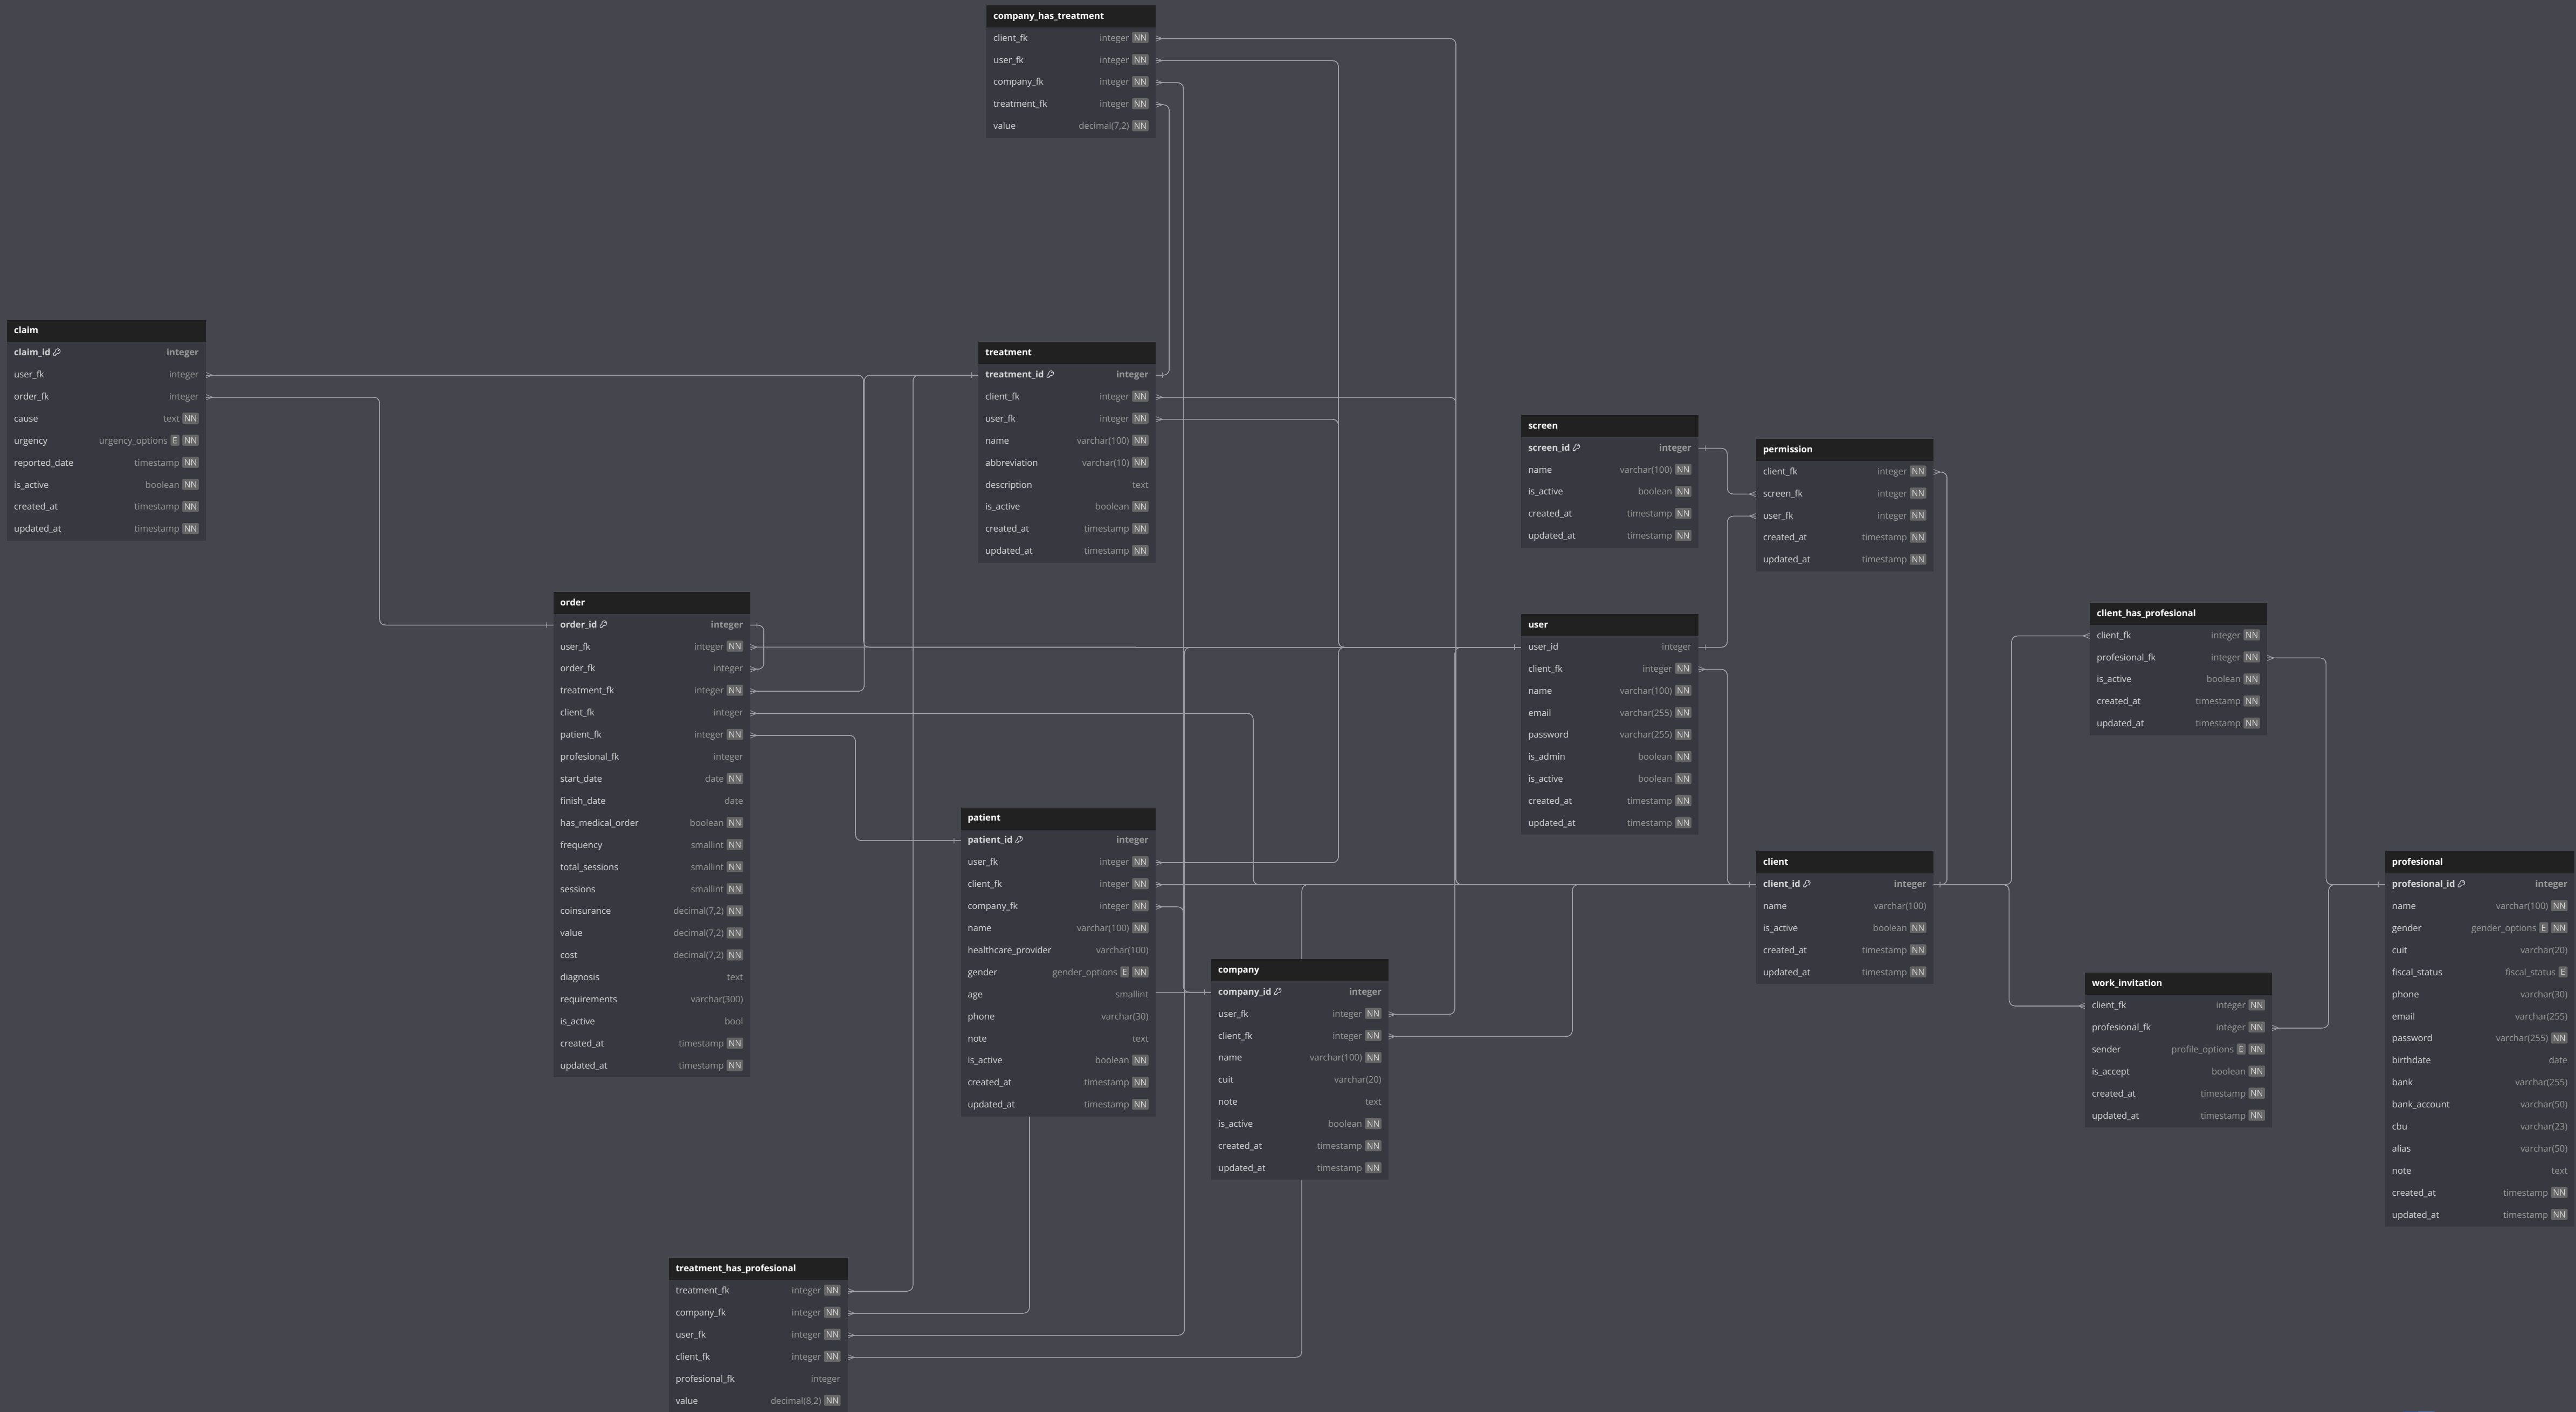 company_has_treatment
client_fk integer NN
user_fk integer NN
company_fk integer NN
treatment_fk integer NN
value decimal(7,2) NN
claim
claim_id integer
user_fk integer
order_fk integer
cause text NN
urgency urgency_options E NN
reported_date timestamp NN
is_active boolean NN
created_at timestamp NN
updated_at timestamp NN
treatment
treatment_id integer
client_fk integer NN
user_fk integer NN
name varchar(100) NN
abbreviation varchar(10) NN
description text
is_active boolean NN
created_at timestamp NN
updated_at timestamp NN
screen
screen_id integer
name varchar(100) NN
is_active boolean NN
created_at timestamp NN
updated_at timestamp NN
permission
client_fk integer NN
screen_fk integer NN
user_fk integer NN
created_at timestamp NN
updated_at timestamp NN
order
order_id integer
user_fk integer NN
order_fk integer
treatment_fk integer NN
client_fk integer
patient_fk integer NN
profesional_fk integer
start_date date NN
finish_date date
has_medical_order boolean NN
frequency smallint NN
total_sessions smallint NN
sessions smallint NN
coinsurance decimal(7,2) NN
value decimal(7,2) NN
cost decimal(7,2) NN
diagnosis text
requirements varchar(300)
is_active bool
created_at timestamp NN
updated_at timestamp NN
user
user_id integer
client_fk integer NN
name varchar(100) NN
email varchar(255) NN
password varchar(255) NN
is_admin boolean NN
is_active boolean NN
created_at timestamp NN
updated_at timestamp NN
client_has_profesional
client_fk integer NN
profesional_fk integer NN
is_active boolean NN
created_at timestamp NN
updated_at timestamp NN
patient
patient_id integer
user_fk integer NN
client_fk integer NN
company_fk integer NN
name varchar(100) NN
healthcare_provider varchar(100)
gender gender_options E NN
age smallint
phone varchar(30)
note text
is_active boolean NN
created_at timestamp NN
updated_at timestamp NN
client
client_id integer
name varchar(100)
is_active boolean NN
created_at timestamp NN
updated_at timestamp NN
profesional
profesional_id integer
name varchar(100) NN
gender gender_options E NN
cuit varchar(20)
fiscal_status fiscal_status E
phone varchar(30)
email varchar(255)
password varchar(255) NN
birthdate date
bank varchar(255)
bank_account varchar(50)
cbu varchar(23)
alias varchar(50)
note text
created_at timestamp NN
updated_at timestamp NN
company
company_id integer
user_fk integer NN
client_fk integer NN
name varchar(100) NN
cuit varchar(20)
note text
is_active boolean NN
created_at timestamp NN
updated_at timestamp NN
work_invitation
client_fk integer NN
profesional_fk integer NN
sender profile_options E NN
is_accept boolean NN
created_at timestamp NN
updated_at timestamp NN
treatment_has_profesional
treatment_fk integer NN
company_fk integer NN
user_fk integer NN
client_fk integer NN
profesional_fk integer
value decimal(8,2) NN